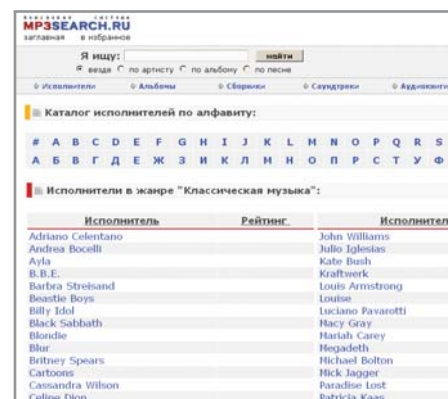 MP3SEARCH.RU
заглавная в избранное
Я ищу: найти
везде по артисту по альбому по песне
Исполнители Альбомы Сборники Саундтреки Аудиокниги
Каталог исполнителей по алфавиту:
# A B C D E F G H I J K L M N O P Q R S
А Б В Г Д Е Ж З И К Л М Н О П Р С Т У Ф
Исполнители в жанре "Классическая музыка":
Исполнитель Рейтинг Исполнител
Adriano Celentano John Williams
Andrea Bocelli Julio Iglesias
Ayla Kate Bush
B.B.E. Kraftwerk
Barbra Streisand Louis Armstrong
Beastie Boys Louise
Billy Idol Luciano Pavarotti
Black Sabbath Macy Gray
Blondie Mariah Carey
Blur Megadeth
Britney Spears Michael Bolton
Cartoons Mick Jagger
Cassandra Wilson Paradise Lost
Celine Dion Patricia Kaas